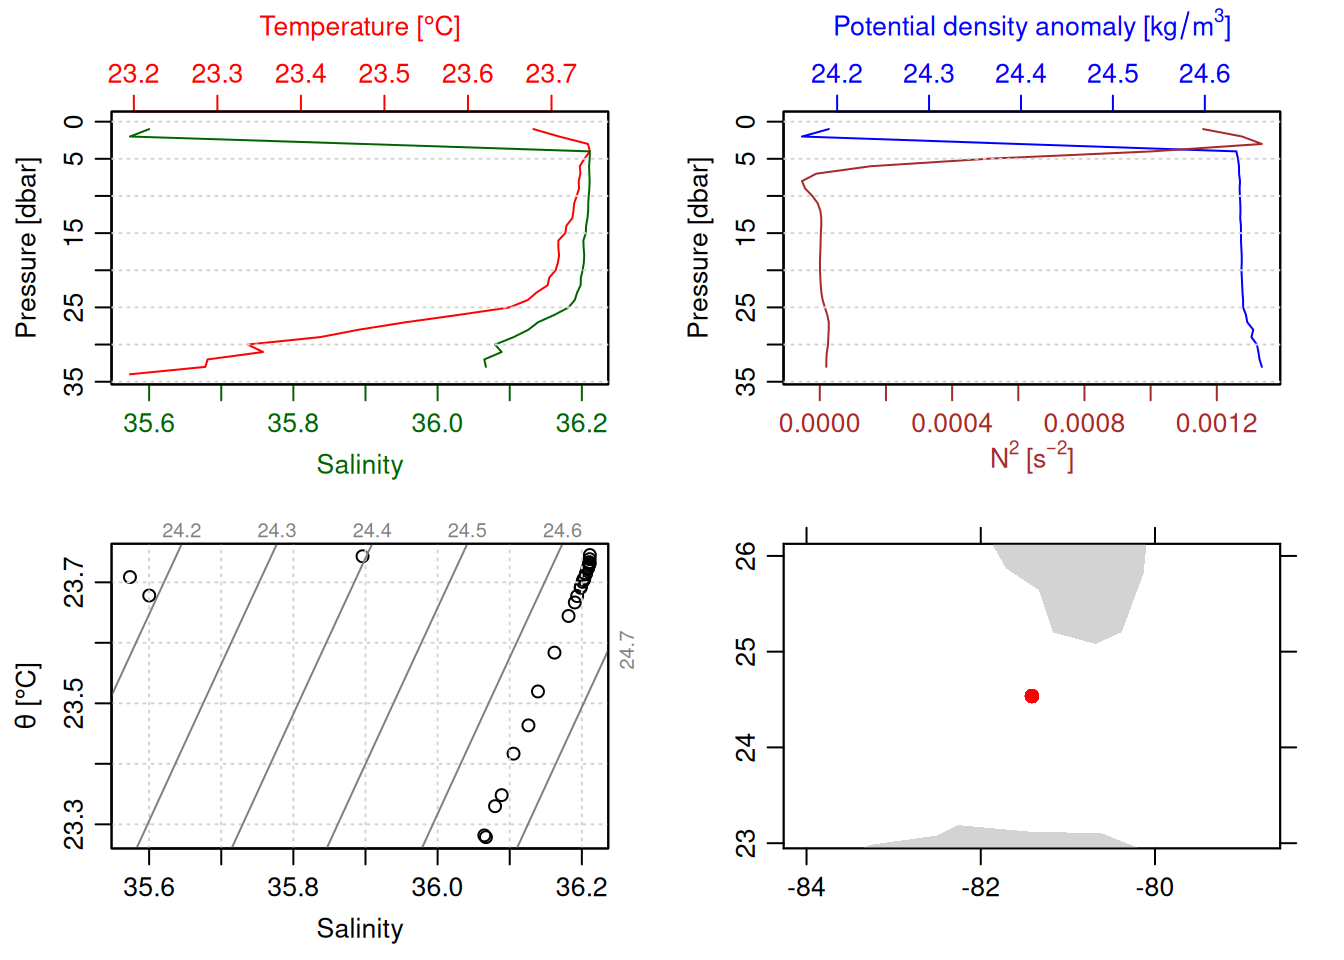 Temperature [°C]
23.2 23.3 23.4 23.5 23.6 23.7
Pressure [dbar]
0
5
15
25
35
35.6 35.8 36.0 36.2
Salinity
Potential density anomaly [kg/m³]
24.2 24.3 24.4 24.5 24.6
Pressure [dbar]
0
5
15
25
35
0.0000 0.0004 0.0008 0.0012
N² [s⁻²]
24.2 24.3 24.4 24.5 24.6
24.7
θ [°C]
23.7
23.5
23.3
35.6 35.8 36.0 36.2
Salinity
26
25
24
23
-84 -82 -80